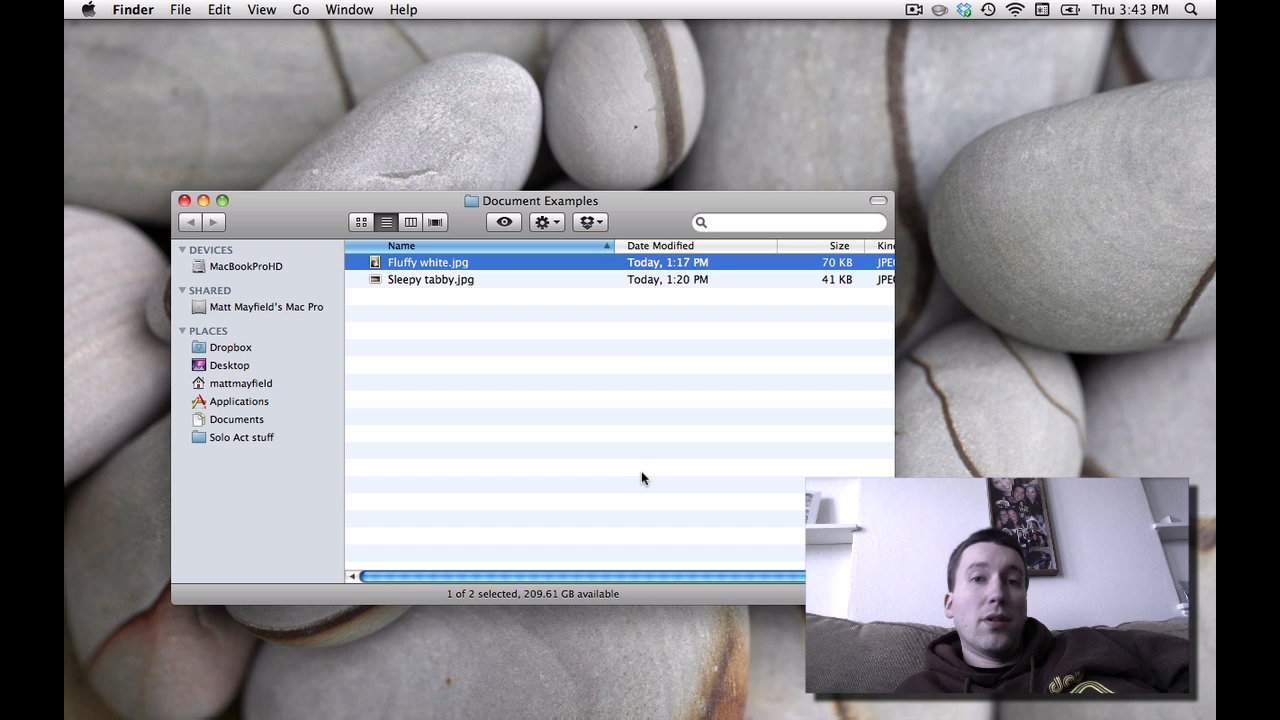 Finder File Edit View Go Window Help Thu 3:43 PM
Document Examples
Name Date Modified Size
DEVICES
Fluffy white.jpg Today, 1:17 PM 70 KB
MacBookProHD
Sleepy tabby.jpg Today, 1:20 PM 41 KB
SHARED
Matt Mayfield's Mac Pro
PLACES
Dropbox
Desktop
mattmayfield
Applications
Documents
Solo Act stuff
1 of 2 selected, 209.61 GB available